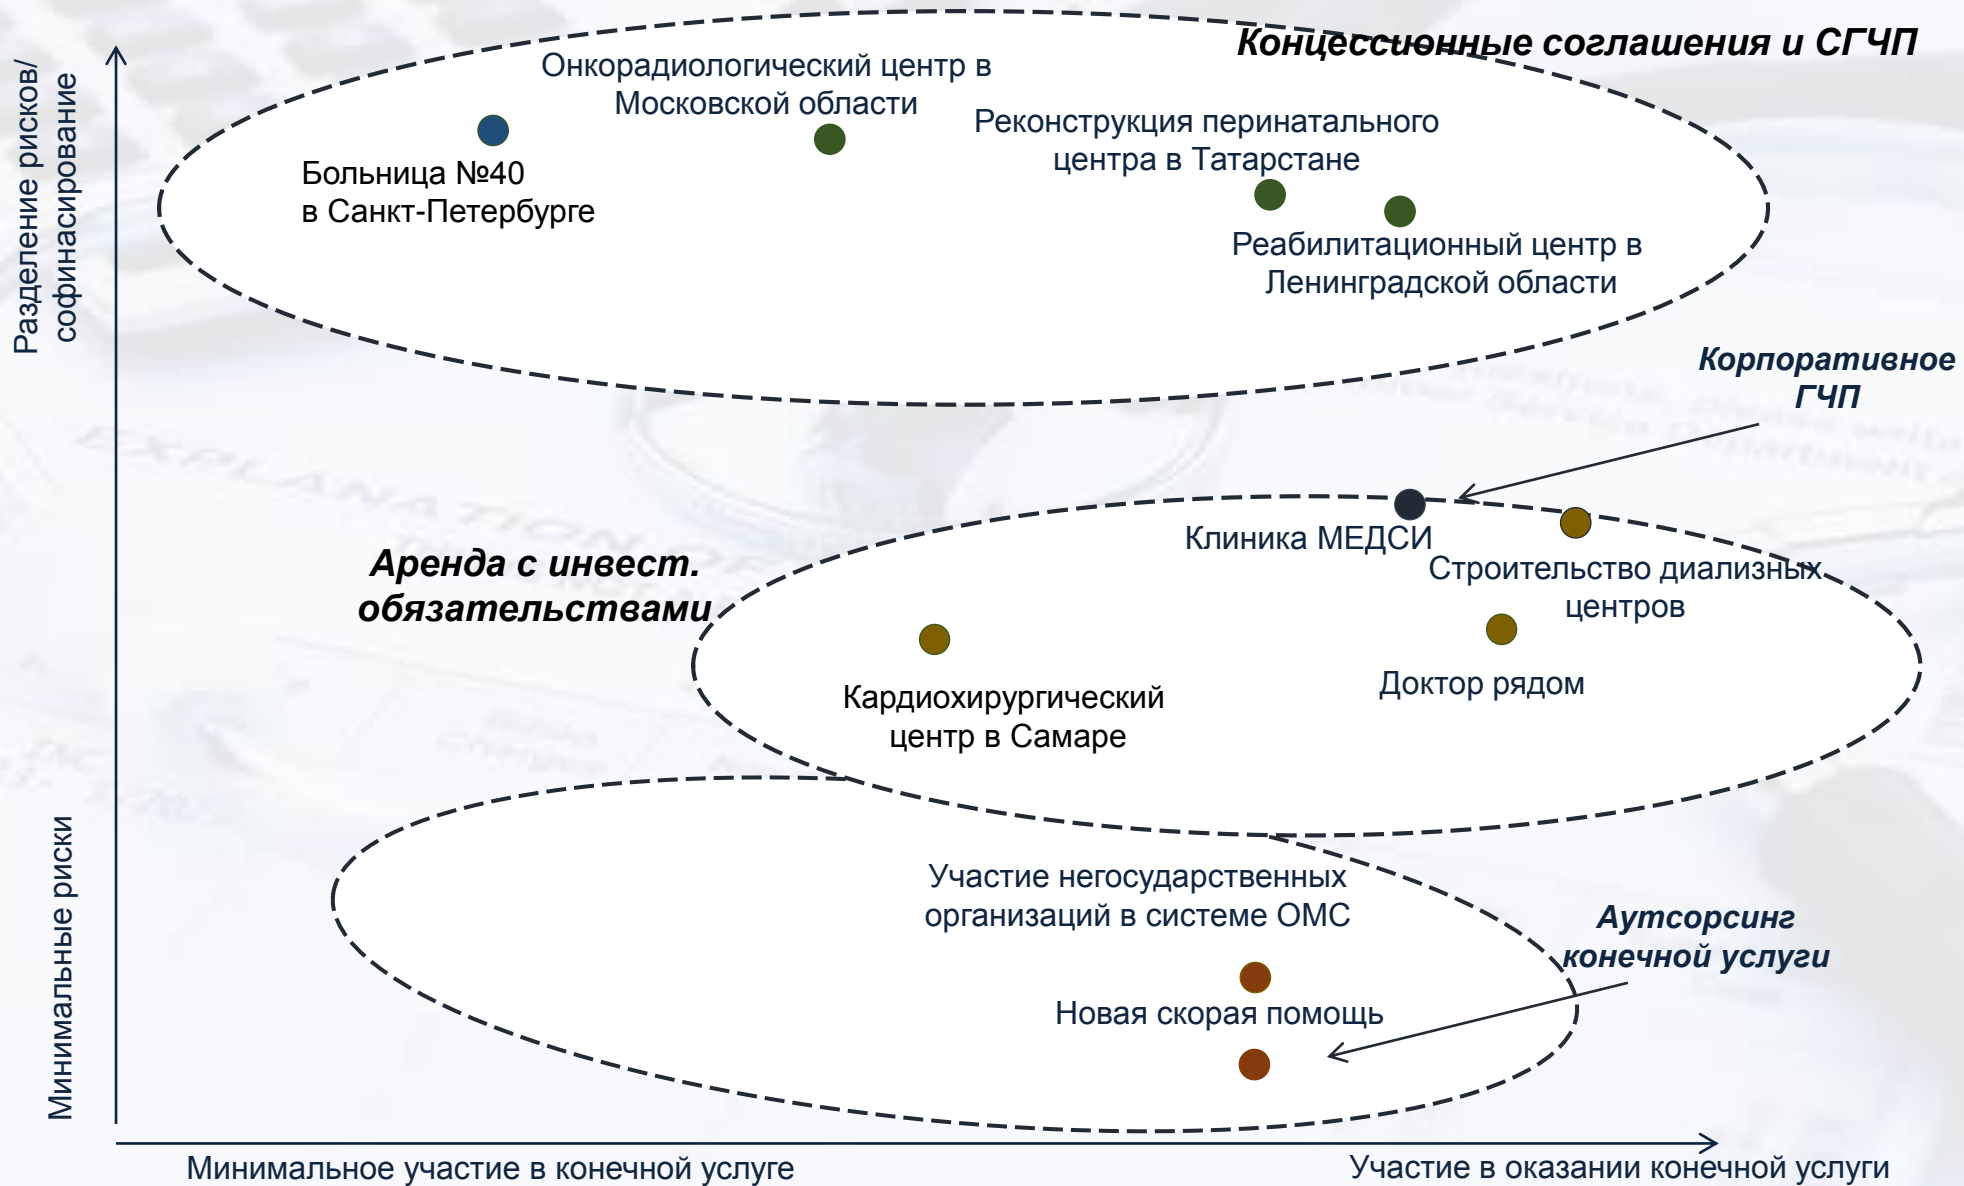 Концессионные соглашения и СГЧП
Разделение рисков/
софинасирование
Онкорадиологический центр в
Московской области
Реконструкция перинатального
центра в Татарстане
Больница №40
в Санкт-Петербурге
Реабилитационный центр в
Ленинградской области
Корпоративное
ГЧП
Клиника МЕДСИ
Аренда с инвест.
обязательствами
Строительство диализных
центров
Доктор рядом
Кардиохирургический
центр в Самаре
Минимальные риски
Участие негосударственных
организаций в системе ОМС
Аутсорсинг
конечной услуги
Новая скорая помощь
Минимальное участие в конечной услуге
Участие в оказании конечной услуги
EXPLANATION OF